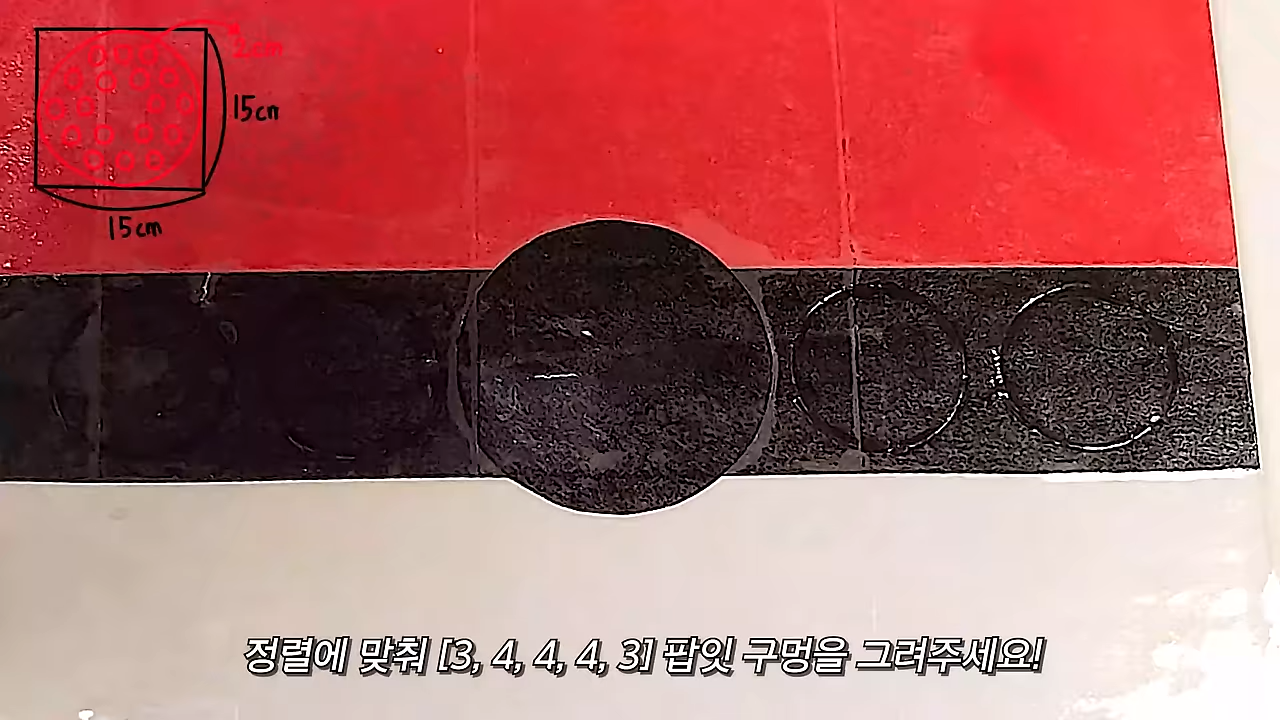 2cm
15cm
15cm
정렬에 맞춰 [3, 4, 4, 4, 3] 팝잇 구멍을 그려주세요!